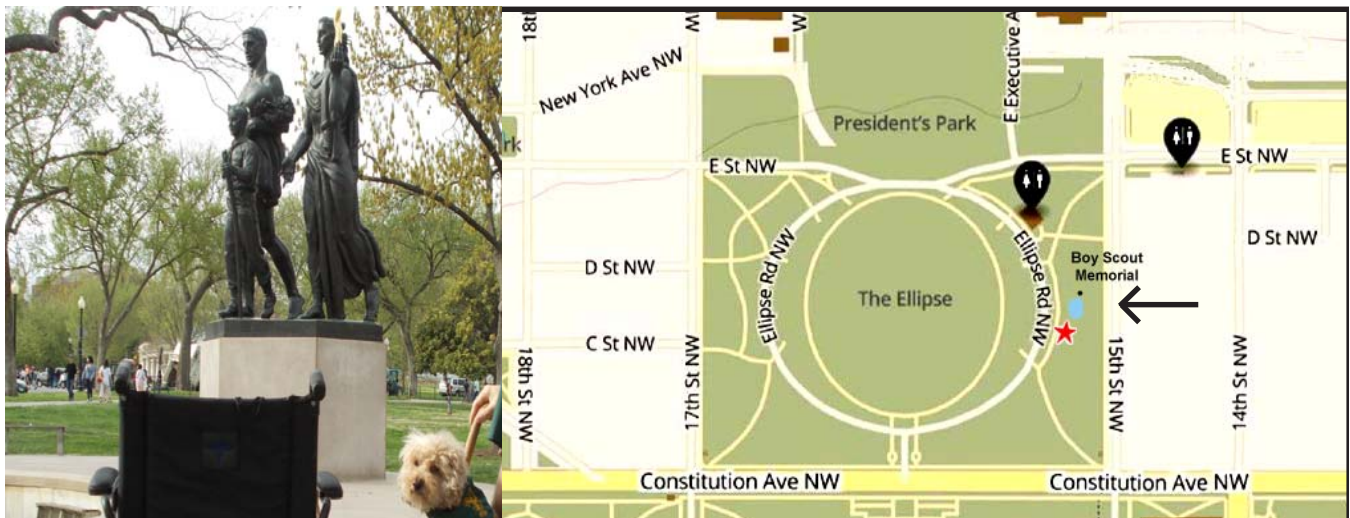 18th
W
W
E Executive A
New York Ave NW
President's Park
rk
E St NW
E St NW
Ellipse Rd NW
Ellipse Rd NW
D St NW
D St NW
Boy Scout
Memorial
The Ellipse
C St NW
18th St NW
17th St NW
15th St NW
14th St NW
Constitution Ave NW
Constitution Ave NW